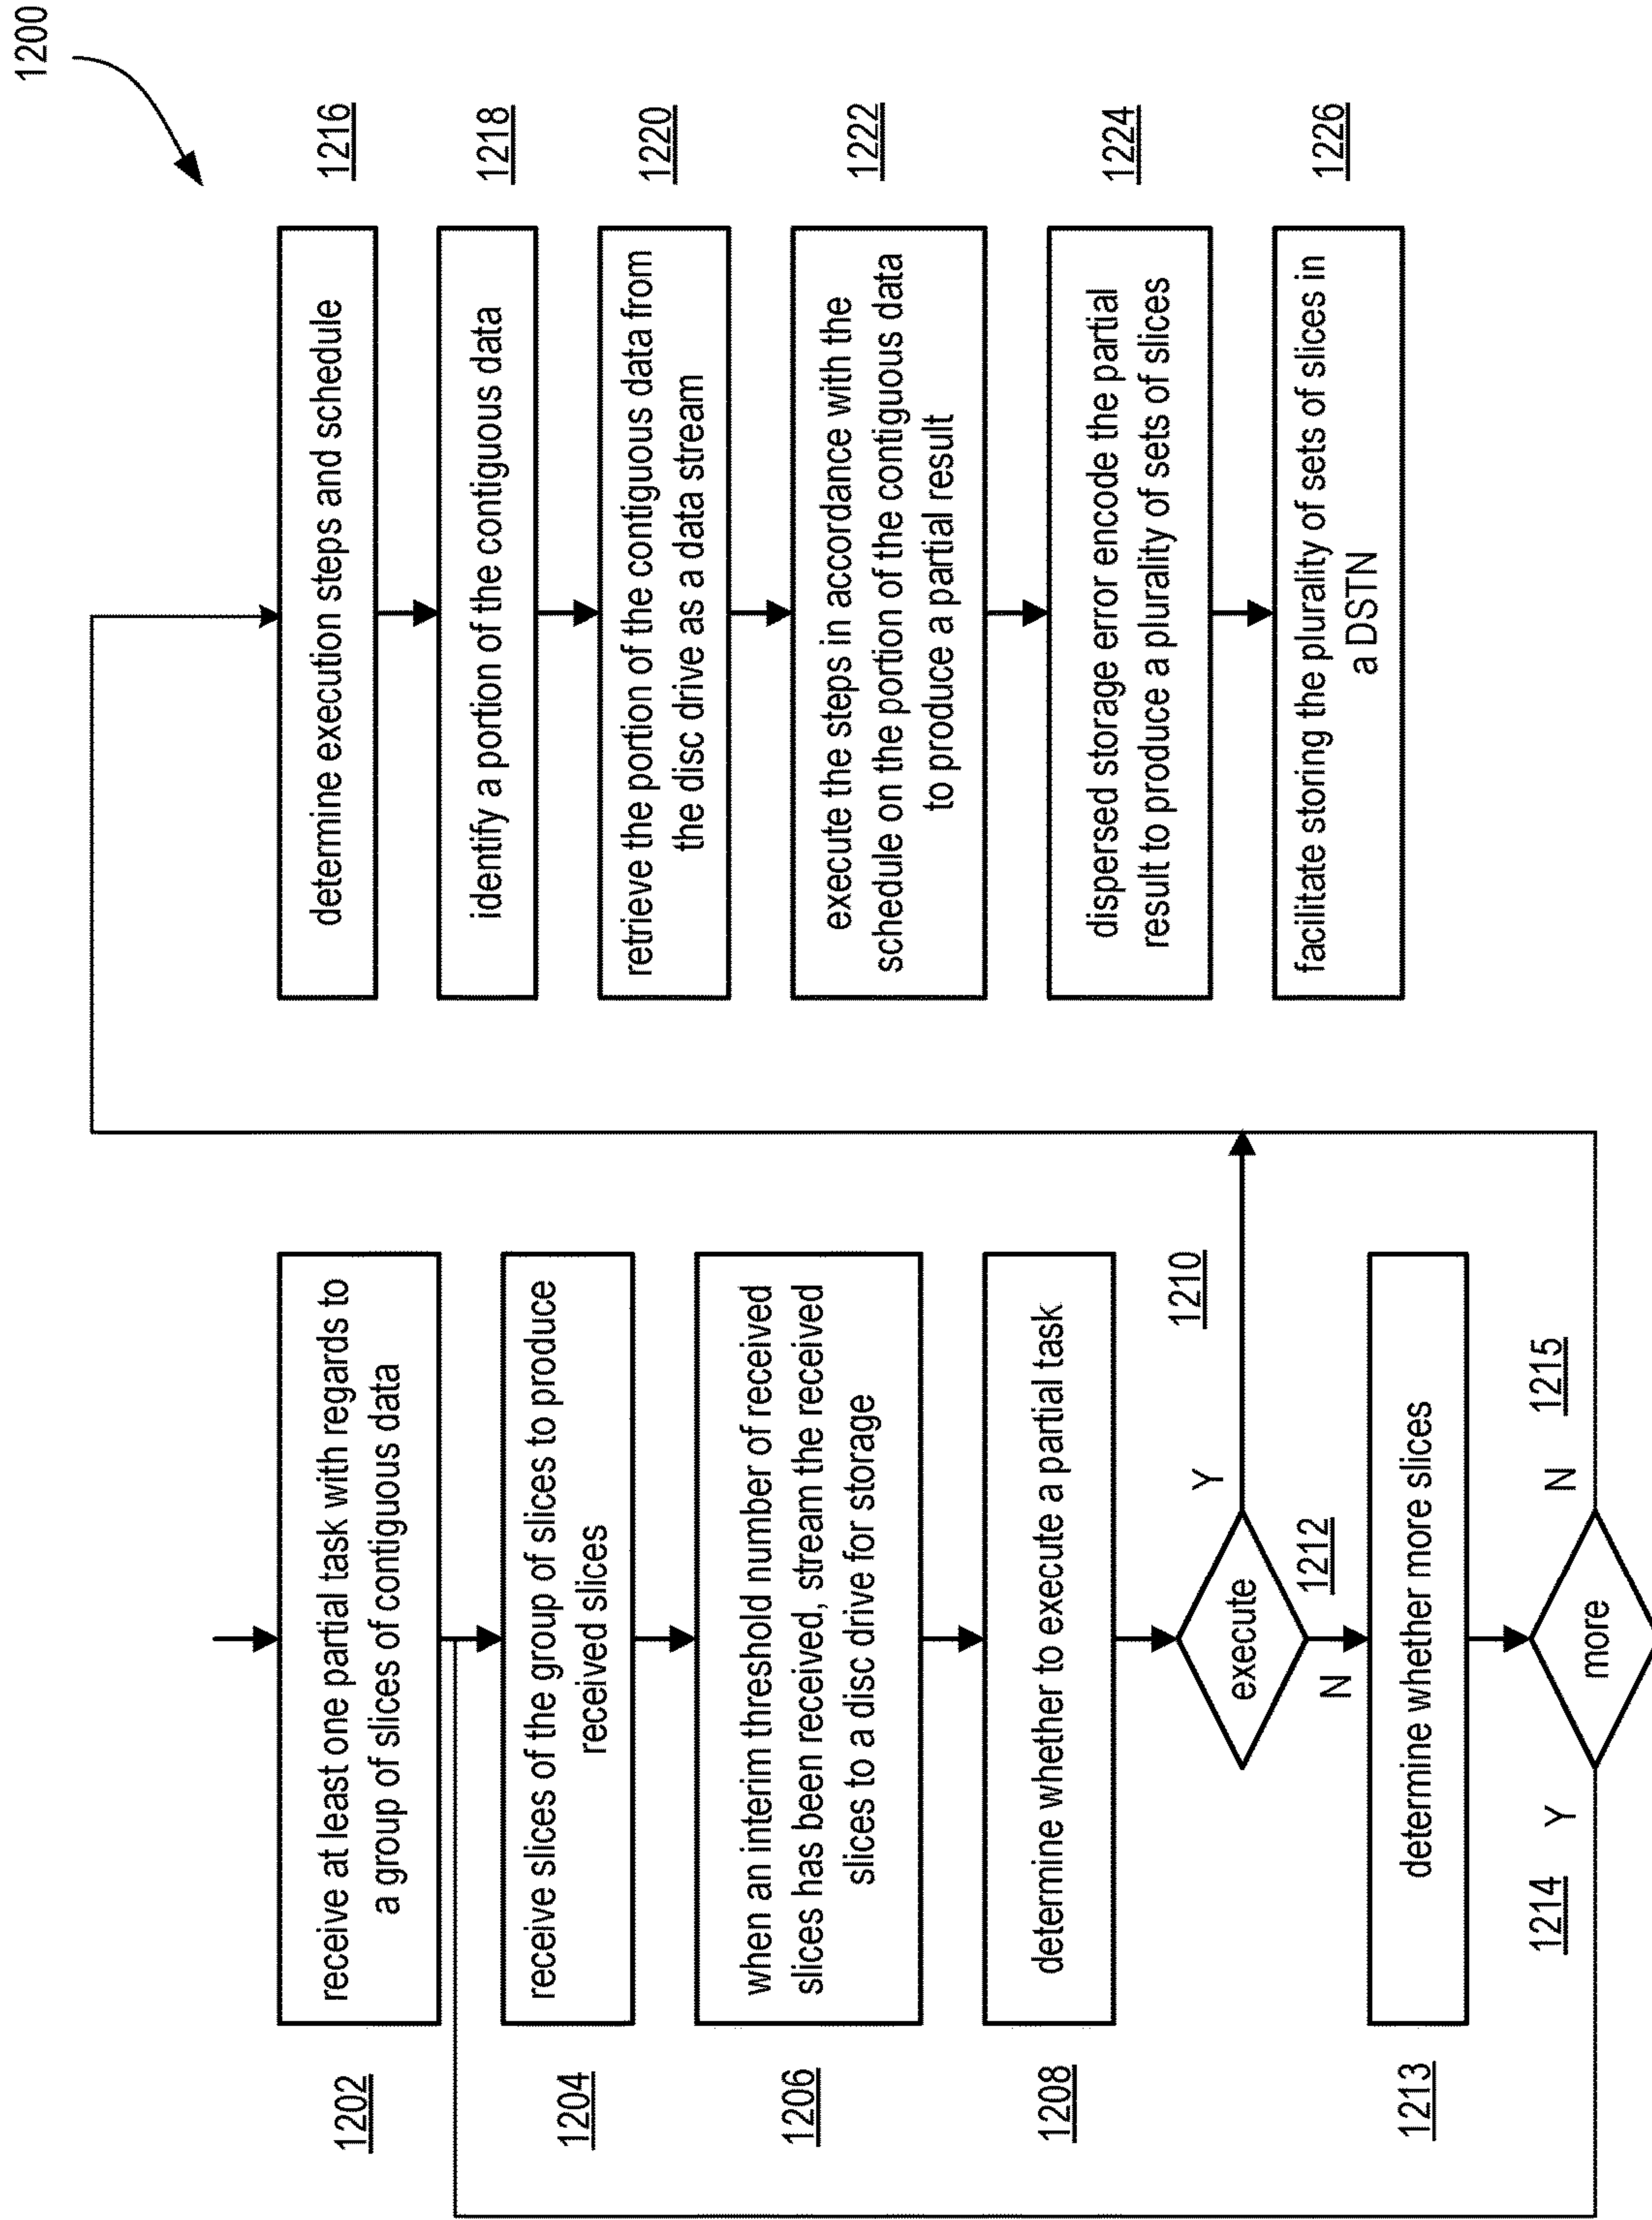 1200
1202
receive at least one partial task with regards to
a group of slices of contiguous data
1204
receive slices of the group of slices to produce
received slices
1206
when an interim threshold number of received
slices has been received, stream the received
slices to a disc drive for storage
1208
determine whether to execute a partial task
execute
Y
1210
N
1212
1213
determine whether more slices
more
1214
Y
N
1215
determine execution steps and schedule
1216
identify a portion of the contiguous data
1218
retrieve the portion of the contiguous data from
the disc drive as a data stream
1220
execute the steps in accordance with the
schedule on the portion of the contiguous data
to produce a partial result
1222
dispersed storage error encode the partial
result to produce a plurality of sets of slices
1224
facilitate storing the plurality of sets of slices in
a DSTN
1226